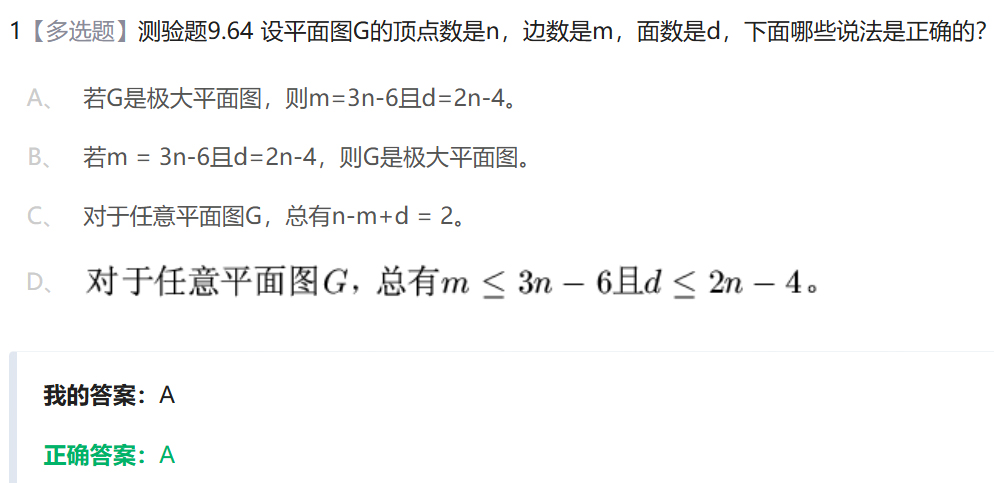 1【多选题】测验题9.64 设平面图G的顶点数是n，边数是m，面数是d，下面哪些说法是正确的？
A、 若G是极大平面图，则m=3n-6且d=2n-4。
B、 若m = 3n-6且d=2n-4，则G是极大平面图。
C、 对于任意平面图G，总有n-m+d = 2。
D、 对于任意平面图G，总有m ≤ 3n − 6且d ≤ 2n − 4。
我的答案：A
正确答案：A